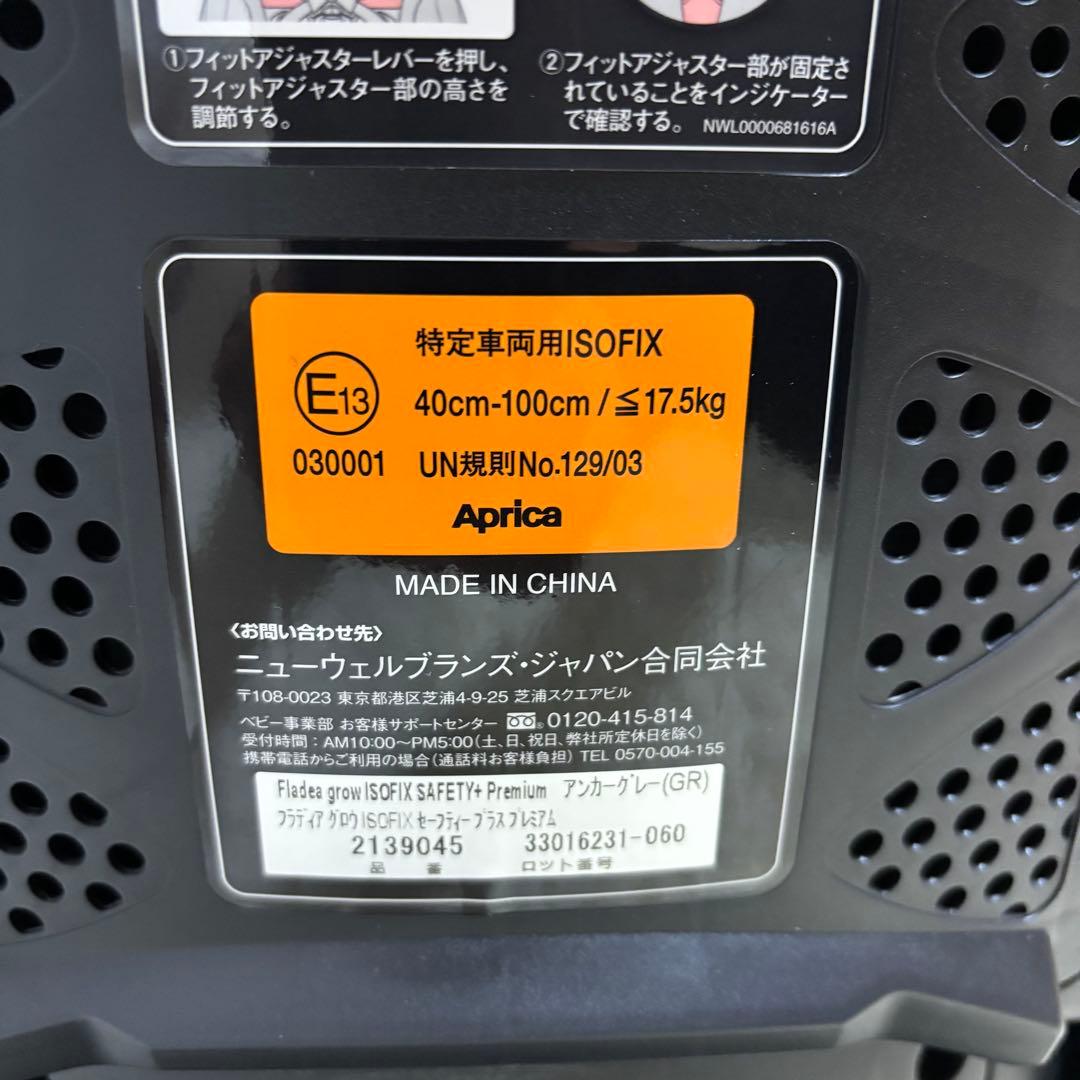 ①フィットアジャスターレバーを押し、
フィットアジャスター部の高さを
調節する。
②フィットアジャスター部が固定さ
れていることをインジケーター
で確認する。 NWL0000681616A
特定車両用ISOFIX
E13
40cm-100cm / ≦17.5kg
030001 UN規則No.129/03
Aprica
MADE IN CHINA
〈お問い合わせ先〉
ニューウェルブランズ・ジャパン合同会社
〒108-0023 東京都港区芝浦4-9-25 芝浦スクエアビル
ベビー事業部 お客様サポートセンター 0120-415-814
受付時間：AM10:00〜PM5:00(土、日、祝日、弊社所定休日を除く)
携帯電話からご利用の場合（通話料お客様負担）TEL 0570-004-155
Fladea grow ISOFIX SAFETY+ Premium アンカーグレー(GR)
フラディア グロウ ISOFIX セーフティー プラス プレミアム
2139045 33016231-060
品番 ロット番号